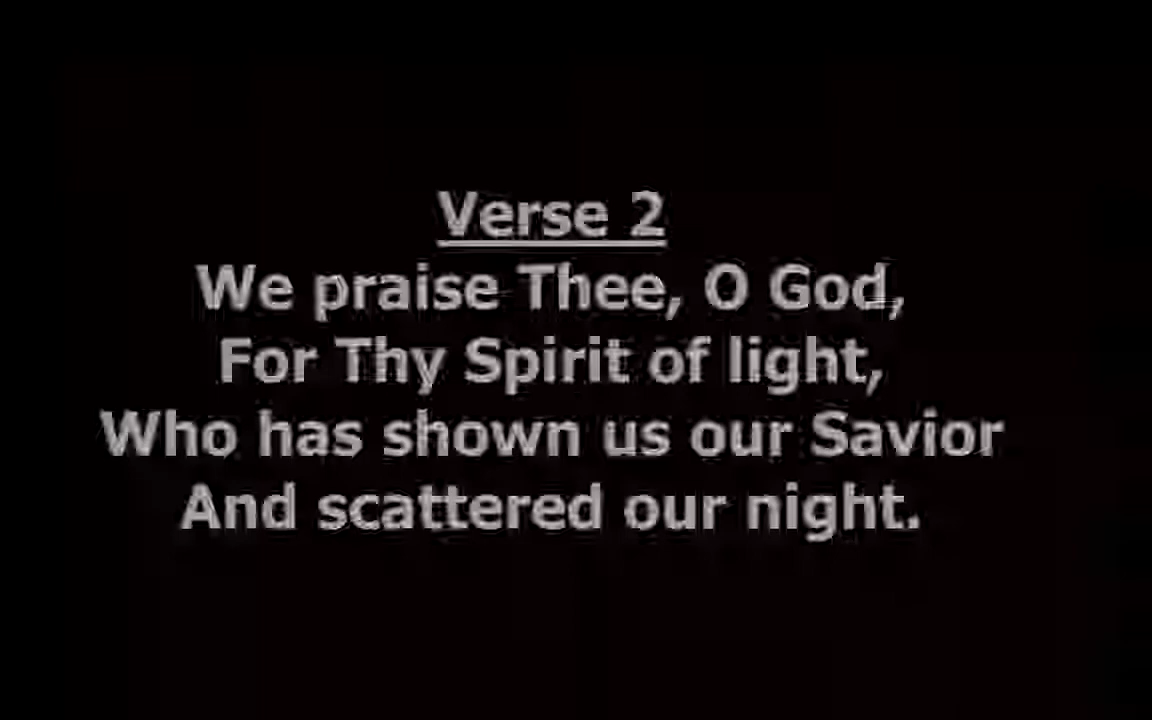 Verse 2
We praise Thee, O God,
For Thy Spirit of light,
Who has shown us our Savior
And scattered our night.